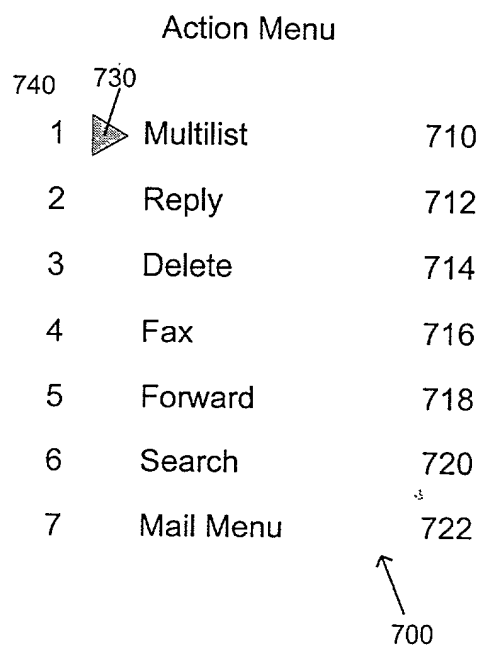 Action Menu
740 730
1 Multilist 710
2 Reply 712
3 Delete 714
4 Fax 716
5 Forward 718
6 Search 720
7 Mail Menu 722
700